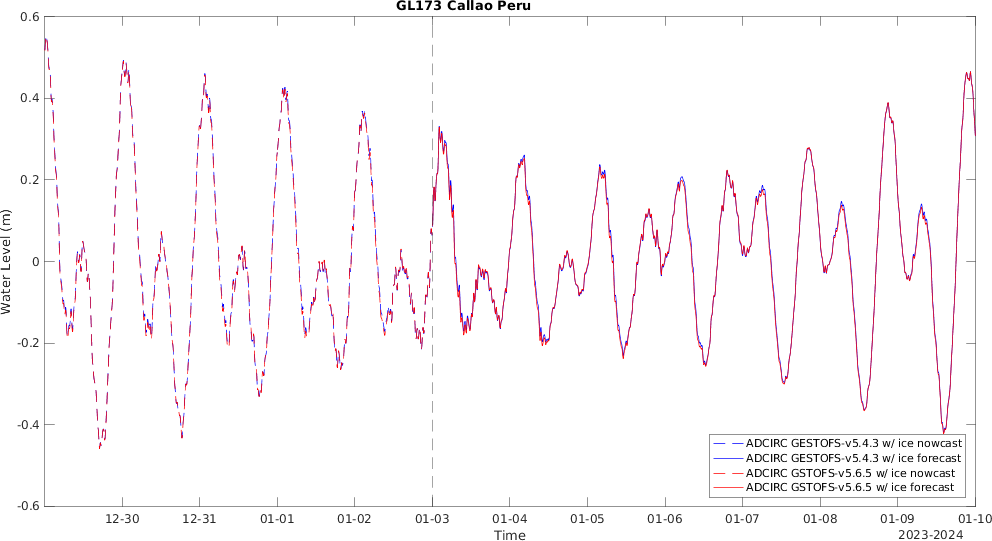 GL173 Callao Peru
0.6
0.4
0.2
0
-0.2
-0.4
-0.6
Water Level (m)
ADCIRC GESTOFS-v5.4.3 w/ ice nowcast
ADCIRC GESTOFS-v5.4.3 w/ ice forecast
ADCIRC GSTOFS-v5.6.5 w/ ice nowcast
ADCIRC GSTOFS-v5.6.5 w/ ice forecast
12-30 12-31 01-01 01-02 01-03 01-04 01-05 01-06 01-07 01-08 01-09 01-10
Time
2023-2024